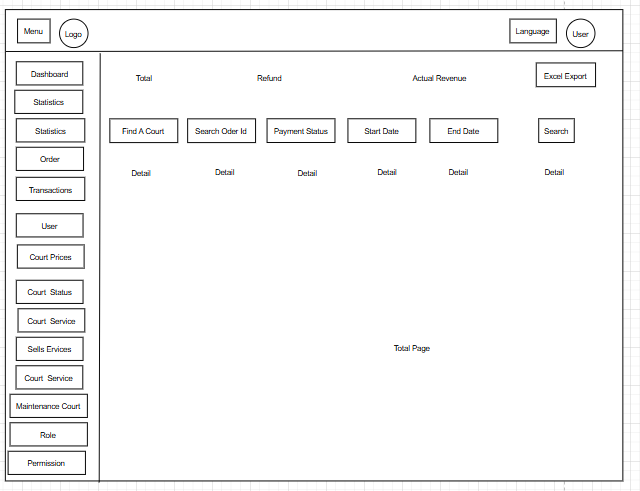 Menu
Logo
Language
User
Dashboard
Statistics
Statistics
Order
Transactions
User
Court Prices
Court Status
Court Service
Sells Ervices
Court Service
Maintenance Court
Role
Permission
Total
Refund
Actual Revenue
Excel Export
Find A Court
Search Oder Id
Payment Status
Start Date
End Date
Search
Detail
Detail
Detail
Detail
Detail
Detail
Total Page